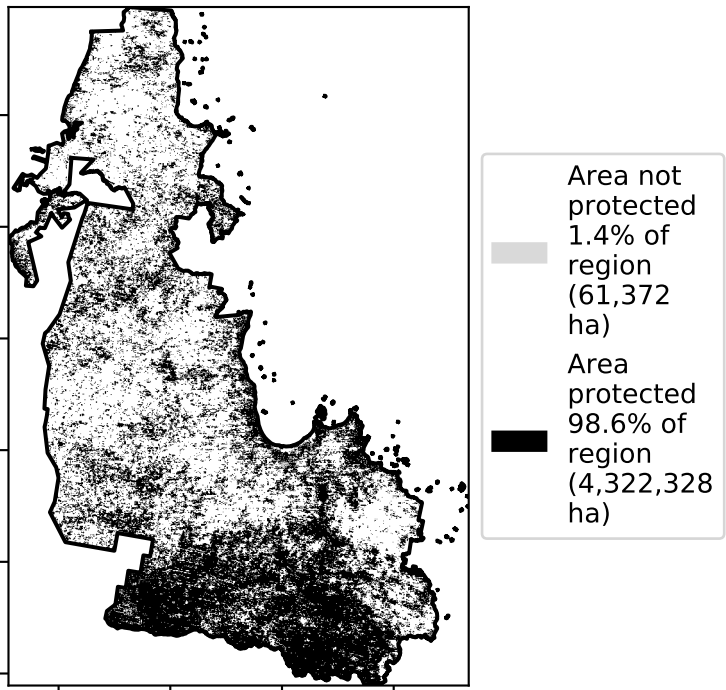 Area not
protected
1.4% of
region
(61,372
ha)
Area
protected
98.6% of
region
(4,322,328
ha)